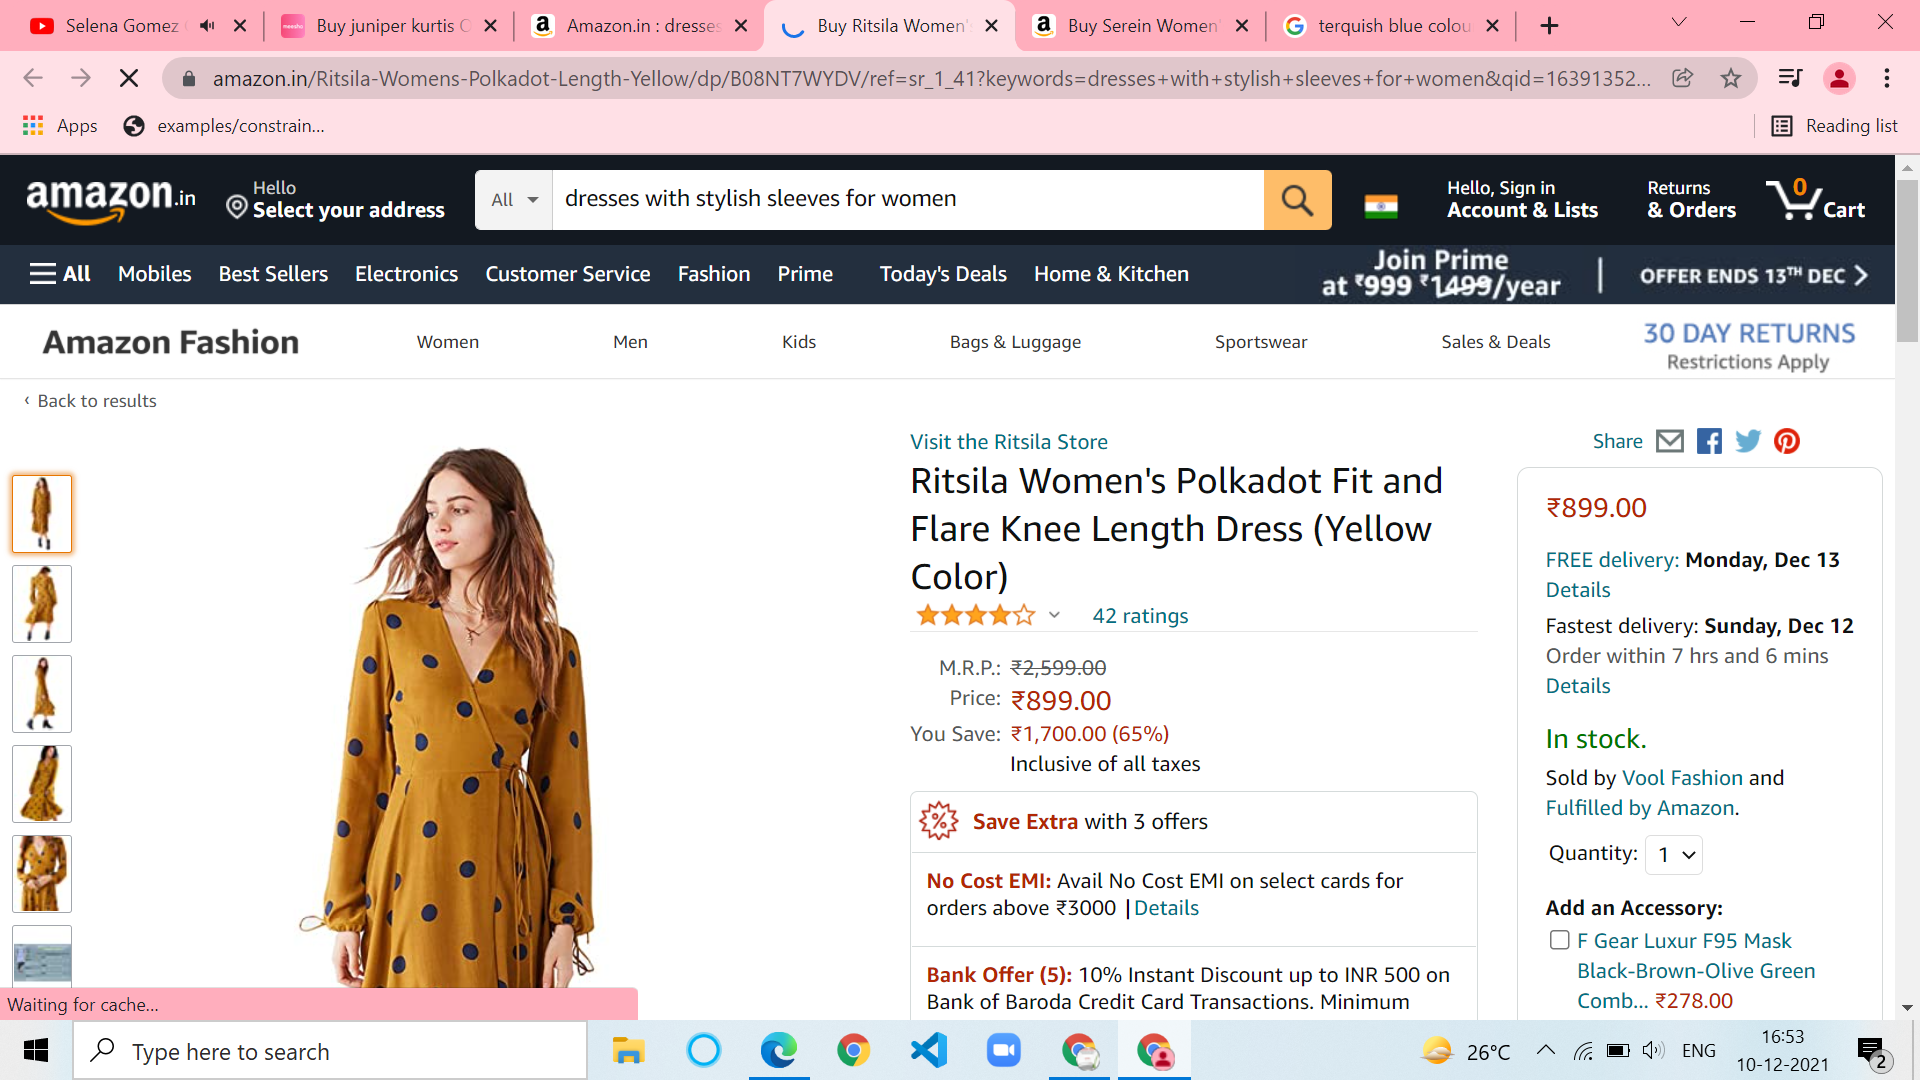 Selena Gomez
Buy juniper kurtis O
Amazon.in : dresses
Buy Ritsila Women's
Buy Serein Women'
terquish blue colou
amazon.in/Ritsila-Womens-Polkadot-Length-Yellow/dp/B08NT7WYDV/ref=sr_1_41?keywords=dresses+with+stylish+sleeves+for+women&qid=16391352...
Apps
examples/constrain...
Reading list
amazon.in
Hello
Select your address
All
dresses with stylish sleeves for women
Hello, Sign in
Account & Lists
Returns
& Orders
0
Cart
All
Mobiles
Best Sellers
Electronics
Customer Service
Fashion
Prime
Today's Deals
Home & Kitchen
Join Prime
at ₹999 ₹1499/year
OFFER ENDS 13TH DEC
Amazon Fashion
Women
Men
Kids
Bags & Luggage
Sportswear
Sales & Deals
30 DAY RETURNS
Restrictions Apply
‹ Back to results
Visit the Ritsila Store
Ritsila Women's Polkadot Fit and
Flare Knee Length Dress (Yellow
Color)
42 ratings
M.R.P.: ₹2,599.00
Price: ₹899.00
You Save: ₹1,700.00 (65%)
Inclusive of all taxes
Save Extra with 3 offers
No Cost EMI: Avail No Cost EMI on select cards for
orders above ₹3000 | Details
Bank Offer (5): 10% Instant Discount up to INR 500 on
Bank of Baroda Credit Card Transactions. Minimum
Share
₹899.00
FREE delivery: Monday, Dec 13
Details
Fastest delivery: Sunday, Dec 12
Order within 7 hrs and 6 mins
Details
In stock.
Sold by Vool Fashion and
Fulfilled by Amazon.
Quantity: 1
Add an Accessory:
F Gear Luxur F95 Mask
Black-Brown-Olive Green
Comb... ₹278.00
Waiting for cache...
Type here to search
26°C
ENG
16:53
10-12-2021
2